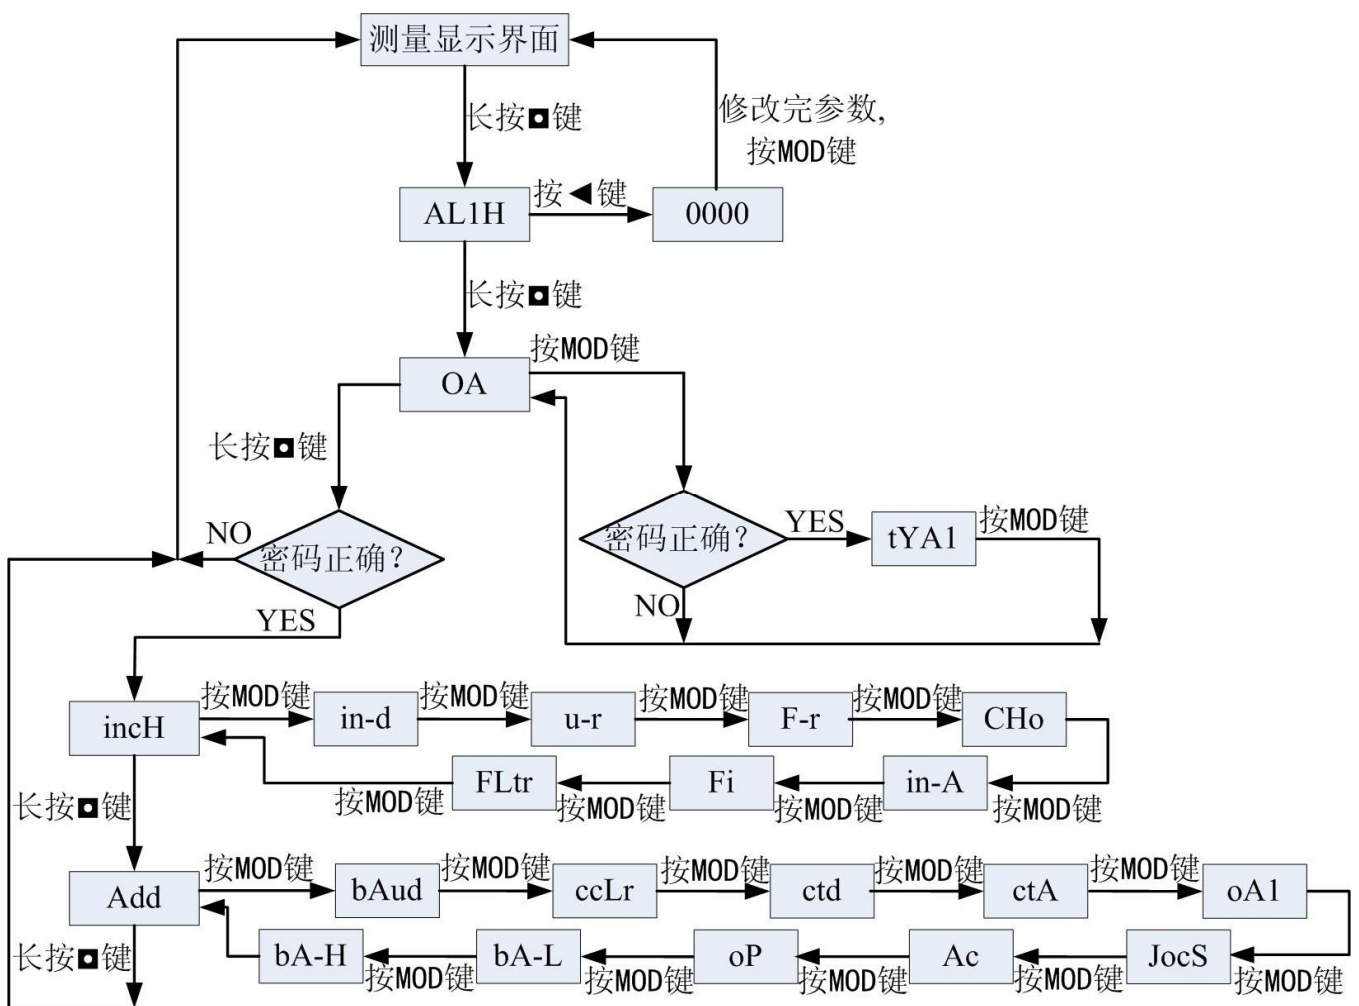 测量显示界面
长按◘键
修改完参数,
按MOD键
AL1H
按◀键
0000
长按◘键
OA
按MOD键
长按◘键
密码正确?
NO
YES
密码正确?
YES
tYA1
按MOD键
NO
incH
按MOD键
in-d
按MOD键
u-r
按MOD键
F-r
按MOD键
CHo
按MOD键
in-A
按MOD键
Fi
按MOD键
FLtr
按MOD键
长按◘键
Add
按MOD键
bAud
按MOD键
ccLr
按MOD键
ctd
按MOD键
ctA
按MOD键
oA1
按MOD键
JocS
按MOD键
Ac
按MOD键
oP
按MOD键
bA-L
按MOD键
bA-H
长按◘键